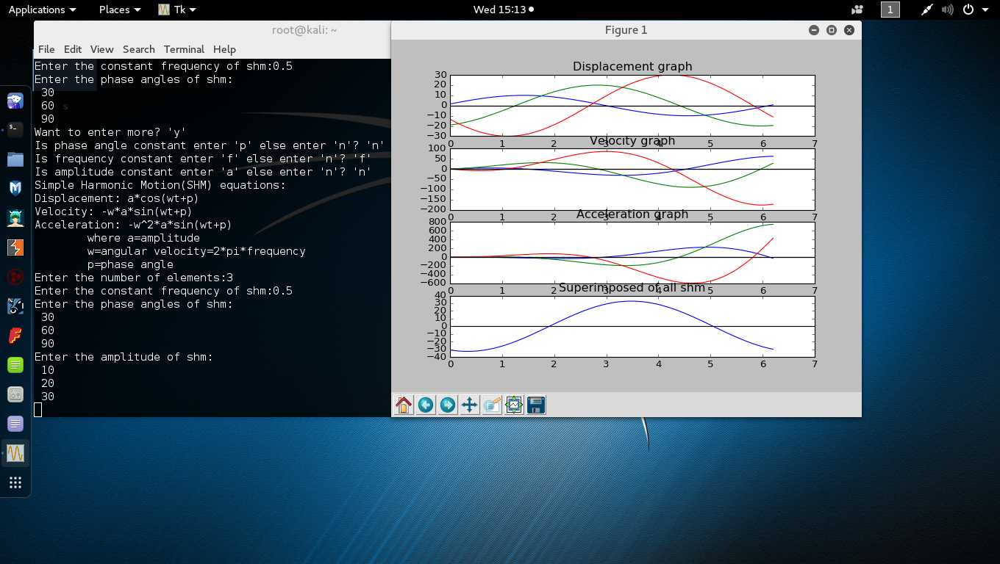 Applications Places Tk Wed 15:13 1
root@kali: ~
File Edit View Search Terminal Help
Enter the constant frequency of shm:0.5
Enter the phase angles of shm:
30
60
90
Want to enter more? 'y'
Is phase angle constant enter 'p' else enter 'n'? 'n'
Is frequency constant enter 'f' else enter 'n'? 'f'
Is amplitude constant enter 'a' else enter 'n'? 'n'
Simple Harmonic Motion(SHM) equations:
Displacement: a*cos(wt+p)
Velocity: -w*a*sin(wt+p)
Acceleration: -w^2*a*sin(wt+p)
where a=amplitude
w=angular velocity=2*pi*frequency
p=phase angle
Enter the number of elements:3
Enter the constant frequency of shm:0.5
Enter the phase angles of shm:
30
60
90
Enter the amplitude of shm:
10
20
30
Figure 1
Displacement graph
30
20
10
0
−10
−20
−30
0 1 2 3 4 5 6 7
Velocity graph
100
50
0
−50
−100
−150
−200
0 1 2 3 4 5 6 7
Acceleration graph
800
600
400
200
0
−200
−400
−600
0 1 2 3 4 5 6 7
Superimposed of all shm
40
30
20
10
0
−10
−20
−30
−40
0 1 2 3 4 5 6 7